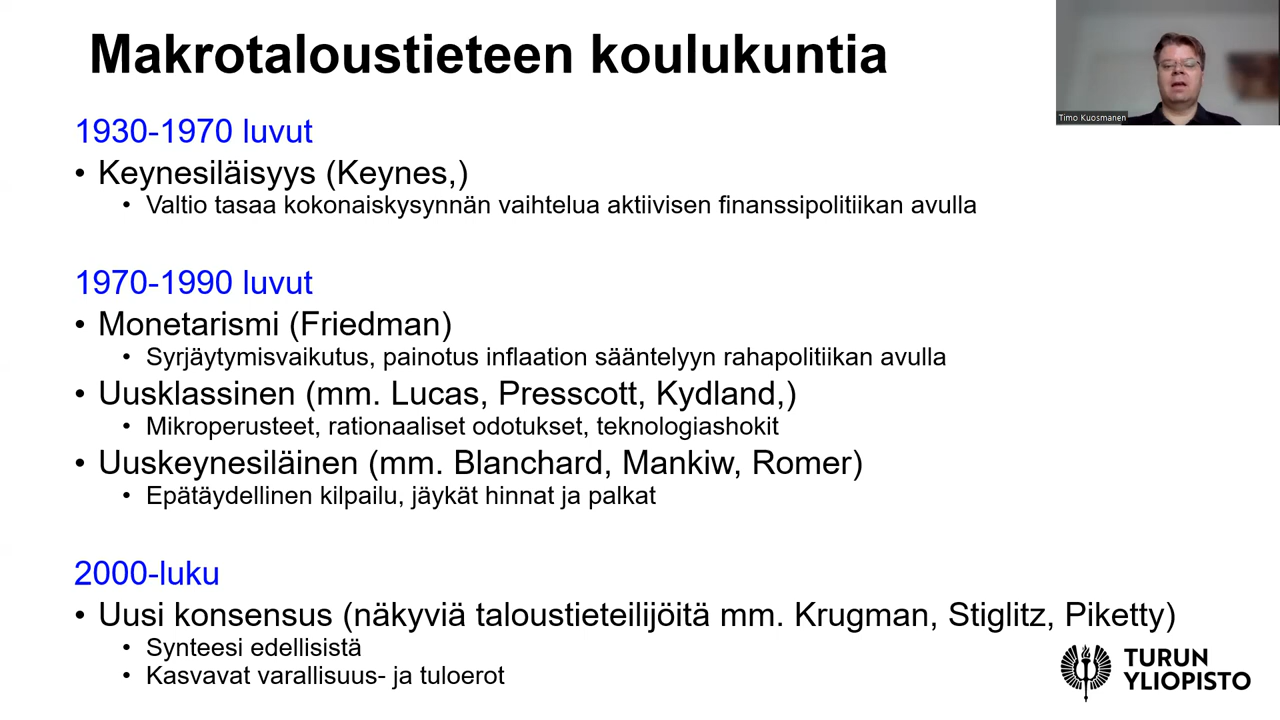 Makrotaloustieteen koulukuntia
Timo Kuosmanen
1930-1970 luvut
• Keynesiläisyys (Keynes,)
• Valtio tasaa kokonaiskysynnän vaihtelua aktiivisen finanssipolitiikan avulla
1970-1990 luvut
• Monetarismi (Friedman)
• Syrjäytymisvaikutus, painotus inflaation sääntelyyn rahapolitiikan avulla
• Uusklassinen (mm. Lucas, Presscott, Kydland,)
• Mikroperusteet, rationaaliset odotukset, teknologiashokit
• Uuskeynesiläinen (mm. Blanchard, Mankiw, Romer)
• Epätäydellinen kilpailu, jäykät hinnat ja palkat
2000-luku
• Uusi konsensus (näkyviä taloustieteilijöitä mm. Krugman, Stiglitz, Piketty)
• Synteesi edellisistä
• Kasvavat varallisuus- ja tuloerot
TURUN
YLIOPISTO